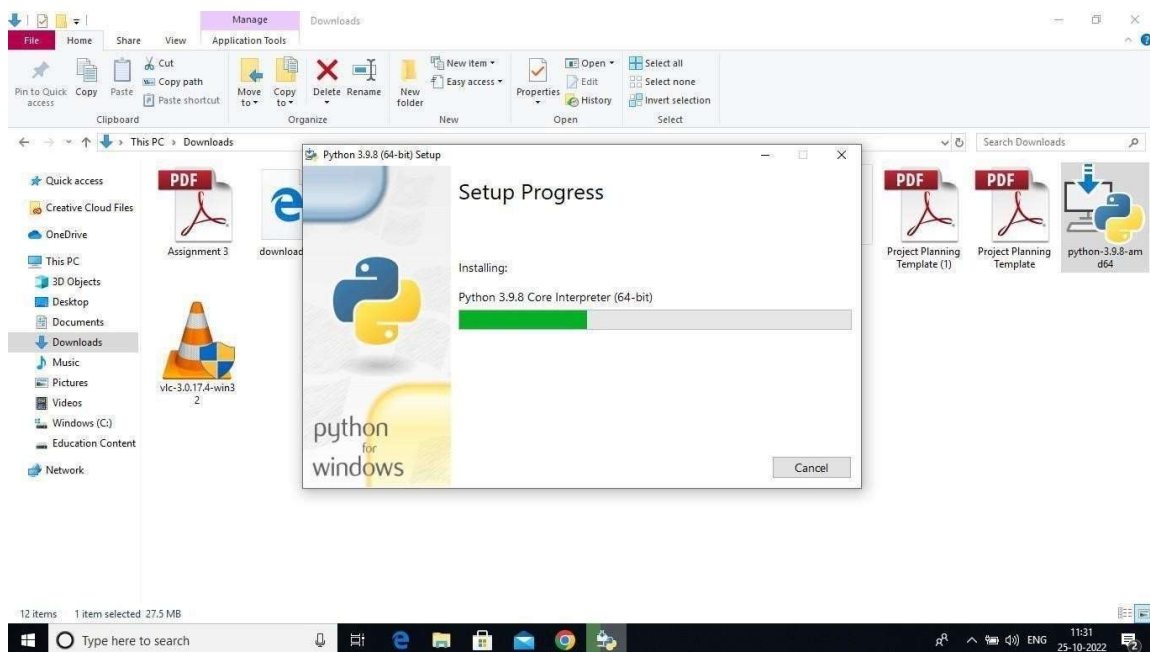 Manage
Downloads
File Home Share View Application Tools
Pin to Quick access
Copy
Paste
Cut
Copy path
Paste shortcut
Clipboard
Move to
Copy to
Delete
Rename
Organize
New folder
New item
Easy access
New
Properties
Open
Edit
History
Open
Select all
Select none
Invert selection
Select
This PC > Downloads
Search Downloads
Quick access
Creative Cloud Files
OneDrive
This PC
3D Objects
Desktop
Documents
Downloads
Music
Pictures
Videos
Windows (C:)
Education Content
Network
PDF
Assignment 3
download
vlc-3.0.17.4-win3
2
Python 3.9.8 (64-bit) Setup
Setup Progress
Installing:
Python 3.9.8 Core Interpreter (64-bit)
python
for
windows
Cancel
PDF
Project Planning
Template (1)
PDF
Project Planning
Template
python-3.9.8-am
d64
12 items 1 item selected 27.5 MB
Type here to search
ENG
11:31
25-10-2022
2